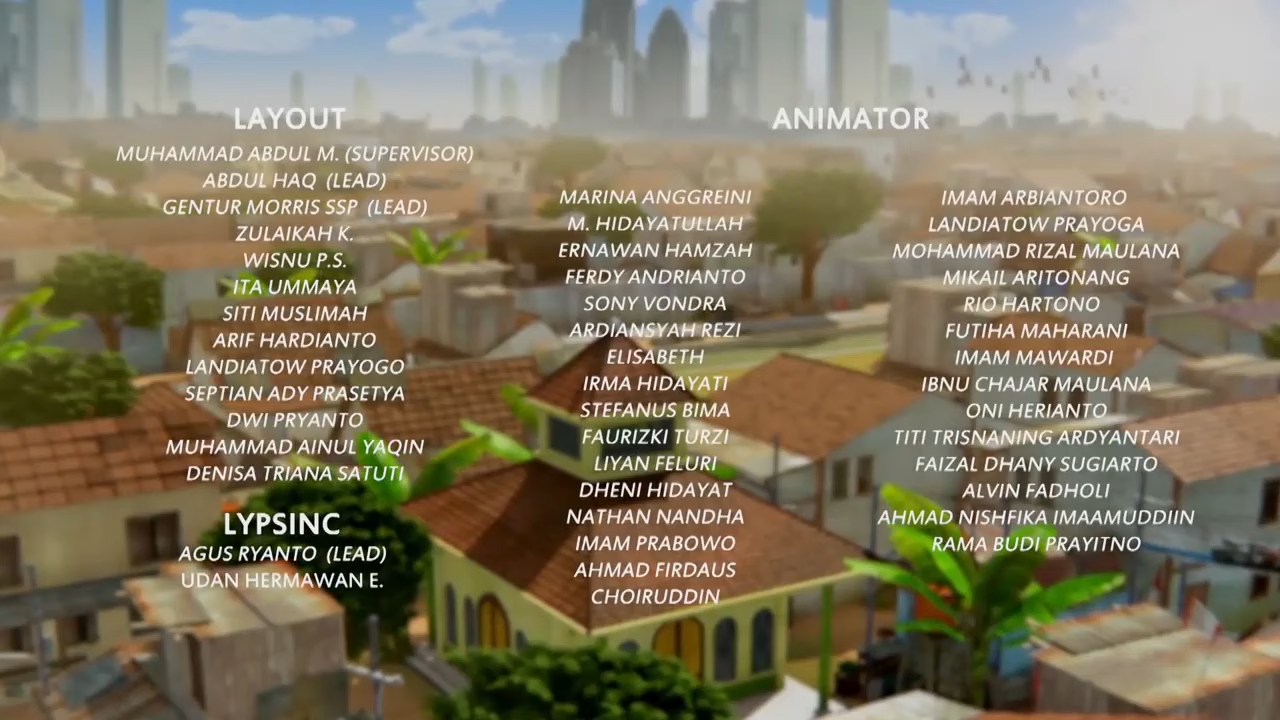 LAYOUT
MUHAMMAD ABDUL M. (SUPERVISOR)
ABDUL HAQ (LEAD)
GENTUR MORRIS SSP (LEAD)
ZULAIKAH K.
WISNU P.S.
ITA UMMAYA
SITI MUSLIMAH
ARIF HARDIANTO
LANDIATOW PRAYOGO
SEPTIAN ADY PRASETYA
DWI PRYANTO
MUHAMMAD AINUL YAQIN
DENISA TRIANA SATUTI
LYPSINC
AGUS RYANTO (LEAD)
UDAN HERMAWAN E.
ANIMATOR
MARINA ANGGREINI
M. HIDAYATULLAH
ERNAWAN HAMZAH
FERDY ANDRIANTO
SONY VONDRA
ARDIANSYAH REZI
ELISABETH
IRMA HIDAYATI
STEFANUS BIMA
FAURIZKI TURZI
LIYAN FELURI
DHENI HIDAYAT
NATHAN NANDHA
IMAM PRABOWO
AHMAD FIRDAUS
CHOIRUDDIN
IMAM ARBIANTORO
LANDIATOW PRAYOGA
MOHAMMAD RIZAL MAULANA
MIKAIL ARITONANG
RIO HARTONO
FUTIHA MAHARANI
IMAM MAWARDI
IBNU CHAJAR MAULANA
ONI HERIANTO
TITI TRISNANING ARDYANTARI
FAIZAL DHANY SUGIARTO
ALVIN FADHOLI
AHMAD NISHFIKA IMAAMUDDIIN
RAMA BUDI PRAYITNO